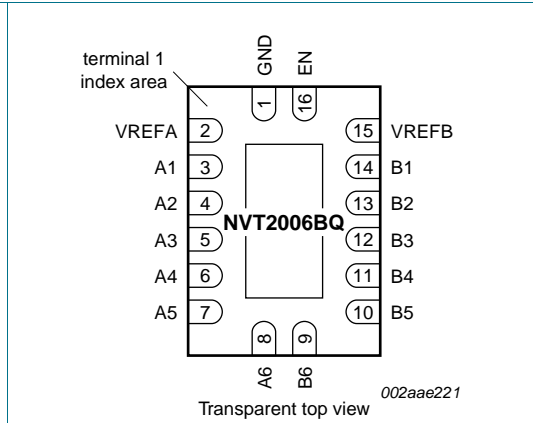 terminal 1
index area
GND
EN
1
16
VREFA 2
15 VREFB
A1 3
14 B1
A2 4
13 B2
NVT2006BQ
A3 5
12 B3
A4 6
11 B4
A5 7
10 B5
8
9
A6
B6
002aae221
Transparent top view